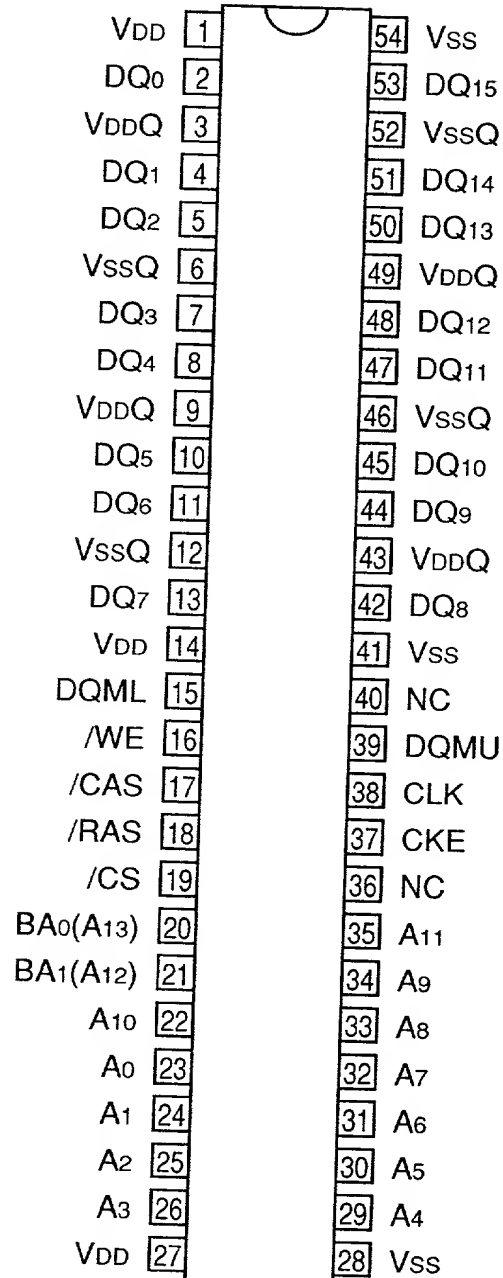 VDD 1 54 VSS
DQ0 2 53 DQ15
VDDQ 3 52 VSSQ
DQ1 4 51 DQ14
DQ2 5 50 DQ13
VSSQ 6 49 VDDQ
DQ3 7 48 DQ12
DQ4 8 47 DQ11
VDDQ 9 46 VSSQ
DQ5 10 45 DQ10
DQ6 11 44 DQ9
VSSQ 12 43 VDDQ
DQ7 13 42 DQ8
VDD 14 41 VSS
DQML 15 40 NC
/WE 16 39 DQMU
/CAS 17 38 CLK
/RAS 18 37 CKE
/CS 19 36 NC
BA0(A13) 20 35 A11
BA1(A12) 21 34 A9
A10 22 33 A8
A0 23 32 A7
A1 24 31 A6
A2 25 30 A5
A3 26 29 A4
VDD 27 28 VSS